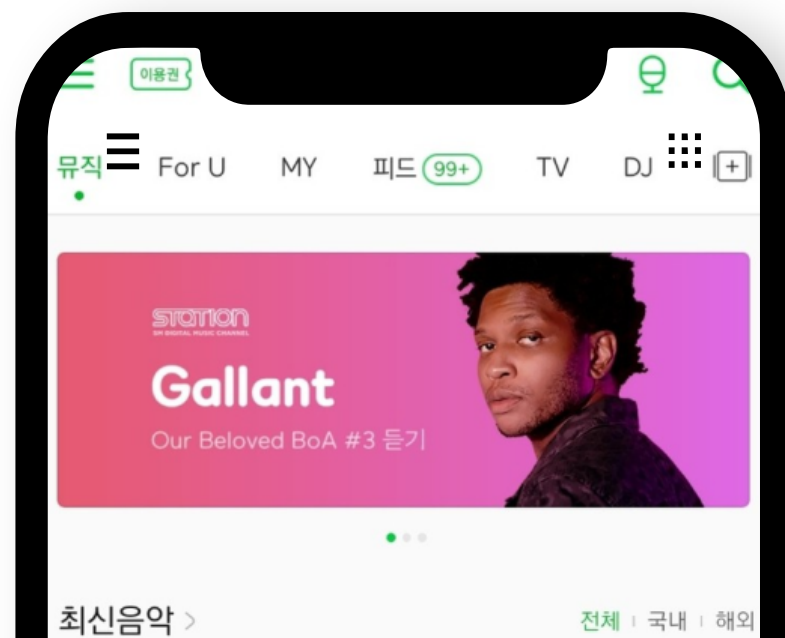 이용권
뮤직 For U MY 피드 99+ TV DJ
STATION
SM DIGITAL MUSIC CHANNEL
Gallant
Our Beloved BoA #3 듣기
최신음악 > 전체 국내 해외